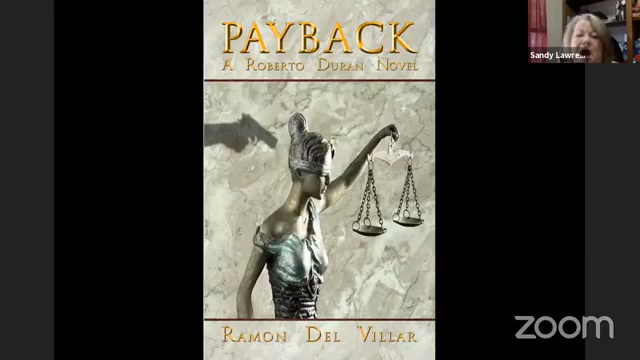 PAYBACK
A Roberto Duran Novel
Sandy Lawre...
Ramon Del Villar
zoom